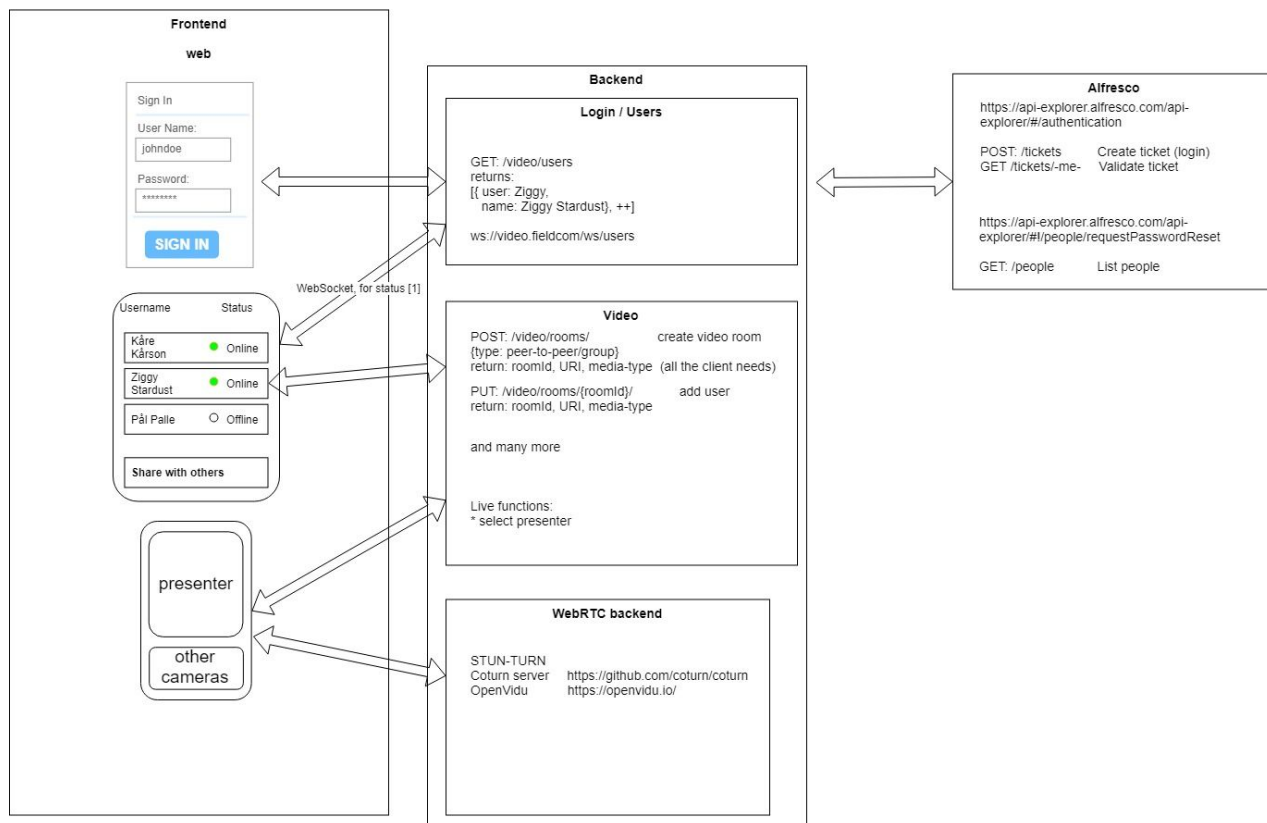 Frontend
web
Sign In
User Name:
johndoe
Password:
********
SIGN IN
Username Status
Kåre
Kårson
Online
Ziggy
Stardust
Online
Pål Palle
Offline
Share with others
presenter
other
cameras
WebSocket, for status [1]
Backend
Login / Users
GET: /video/users
returns:
[{ user: Ziggy,
name: Ziggy Stardust}, ++]
ws://video.fieldcom/ws/users
Video
POST: /video/rooms/ create video room
{type: peer-to-peer/group}
return: roomId, URI, media-type (all the client needs)
PUT: /video/rooms/{roomId}/ add user
return: roomId, URI, media-type
and many more
Live functions:
* select presenter
WebRTC backend
STUN-TURN
Coturn server https://github.com/coturn/coturn
OpenVidu https://openvidu.io/
Alfresco
https://api-explorer.alfresco.com/api-
explorer/#/authentication
POST: /tickets Create ticket (login)
GET /tickets/-me- Validate ticket
https://api-explorer.alfresco.com/api-
explorer/#!/people/requestPasswordReset
GET: /people List people